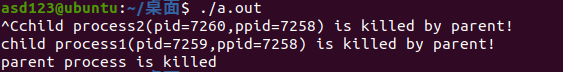 asd123@ubuntu:~/桌面$ ./a.out
^Cchild process2(pid=7260,ppid=7258) is killed by parent!
child process1(pid=7259,ppid=7258) is killed by parent!
parent process is killed